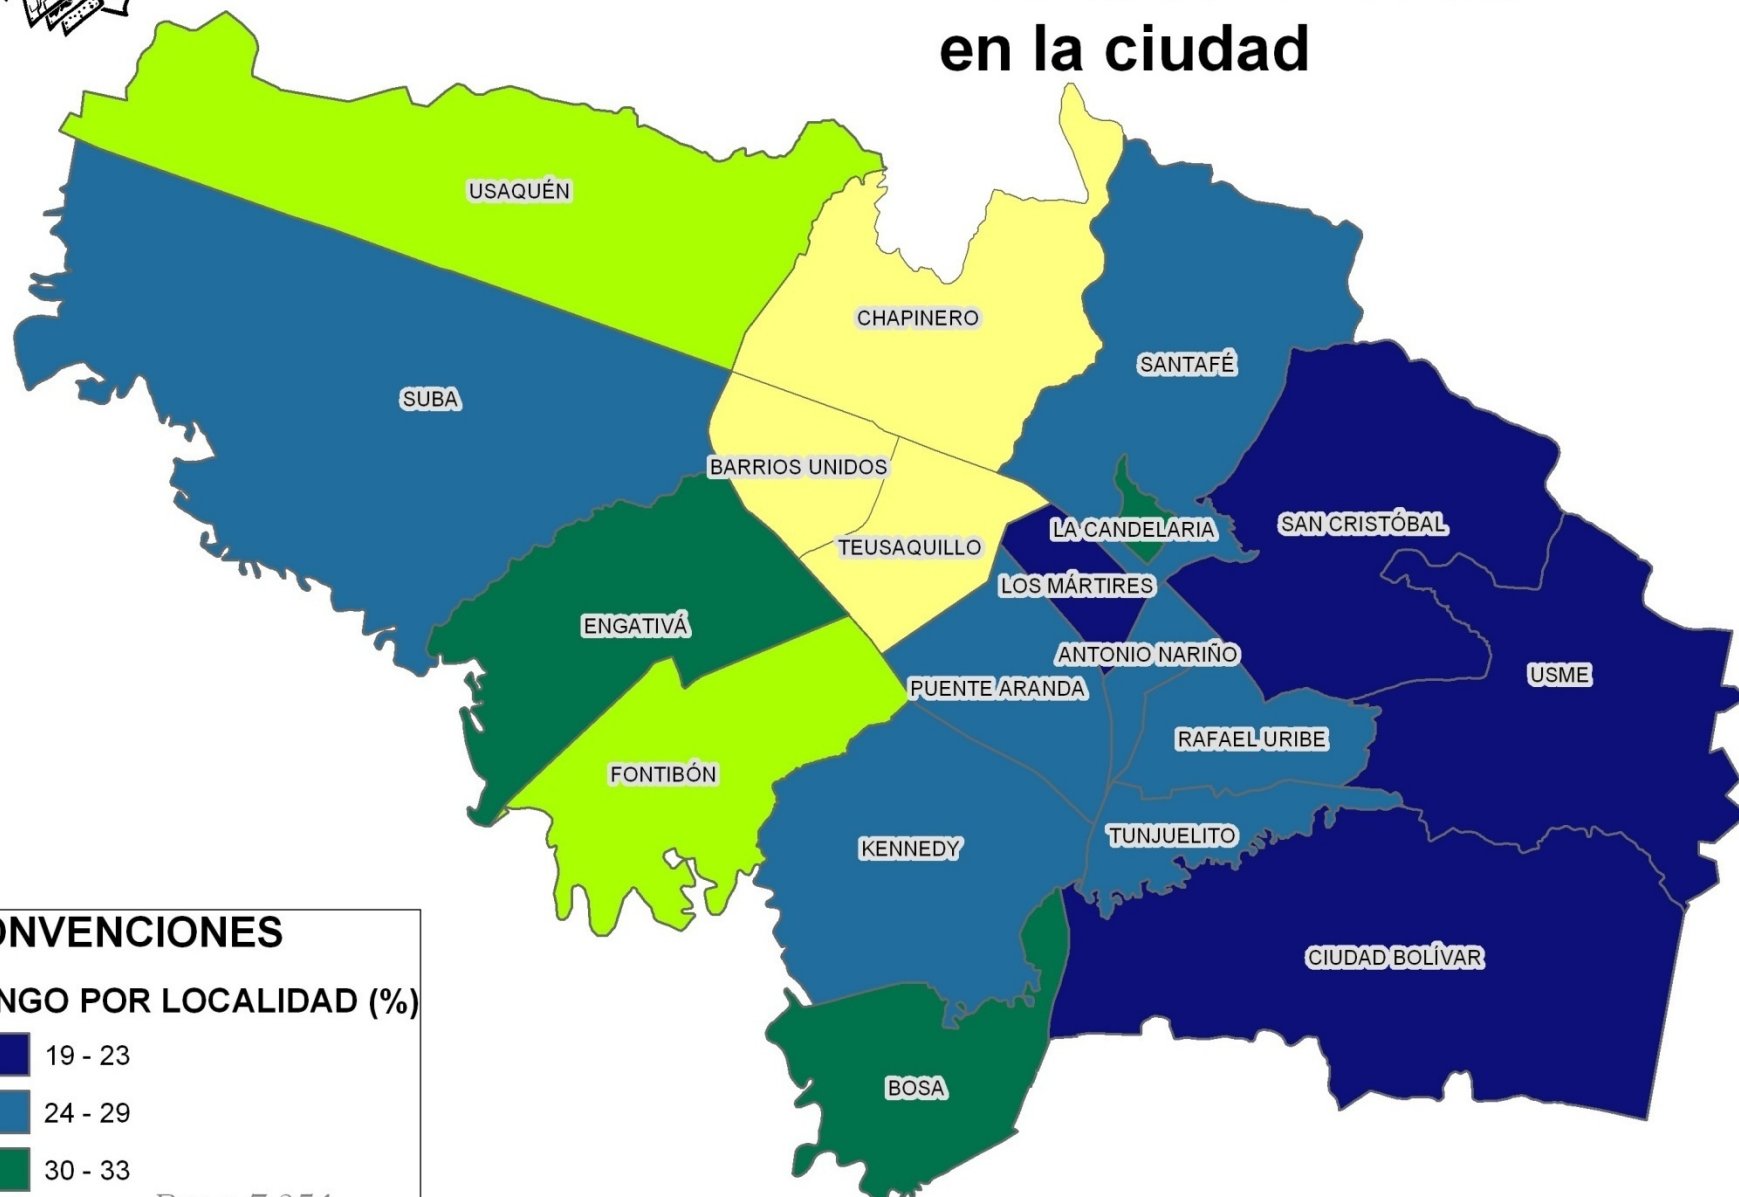 en la ciudad
USAQUÉN
CHAPINERO
SANTAFÉ
SUBA
BARRIOS UNIDOS
LA CANDELARIA
SAN CRISTÓBAL
TEUSAQUILLO
LOS MÁRTIRES
ENGATIVÁ
ANTONIO NARIÑO
USME
PUENTE ARANDA
RAFAEL URIBE
FONTIBÓN
TUNJUELITO
KENNEDY
CIUDAD BOLÍVAR
BOSA
ONVENCIONES
NGO POR LOCALIDAD (%)
19 - 23
24 - 29
30 - 33